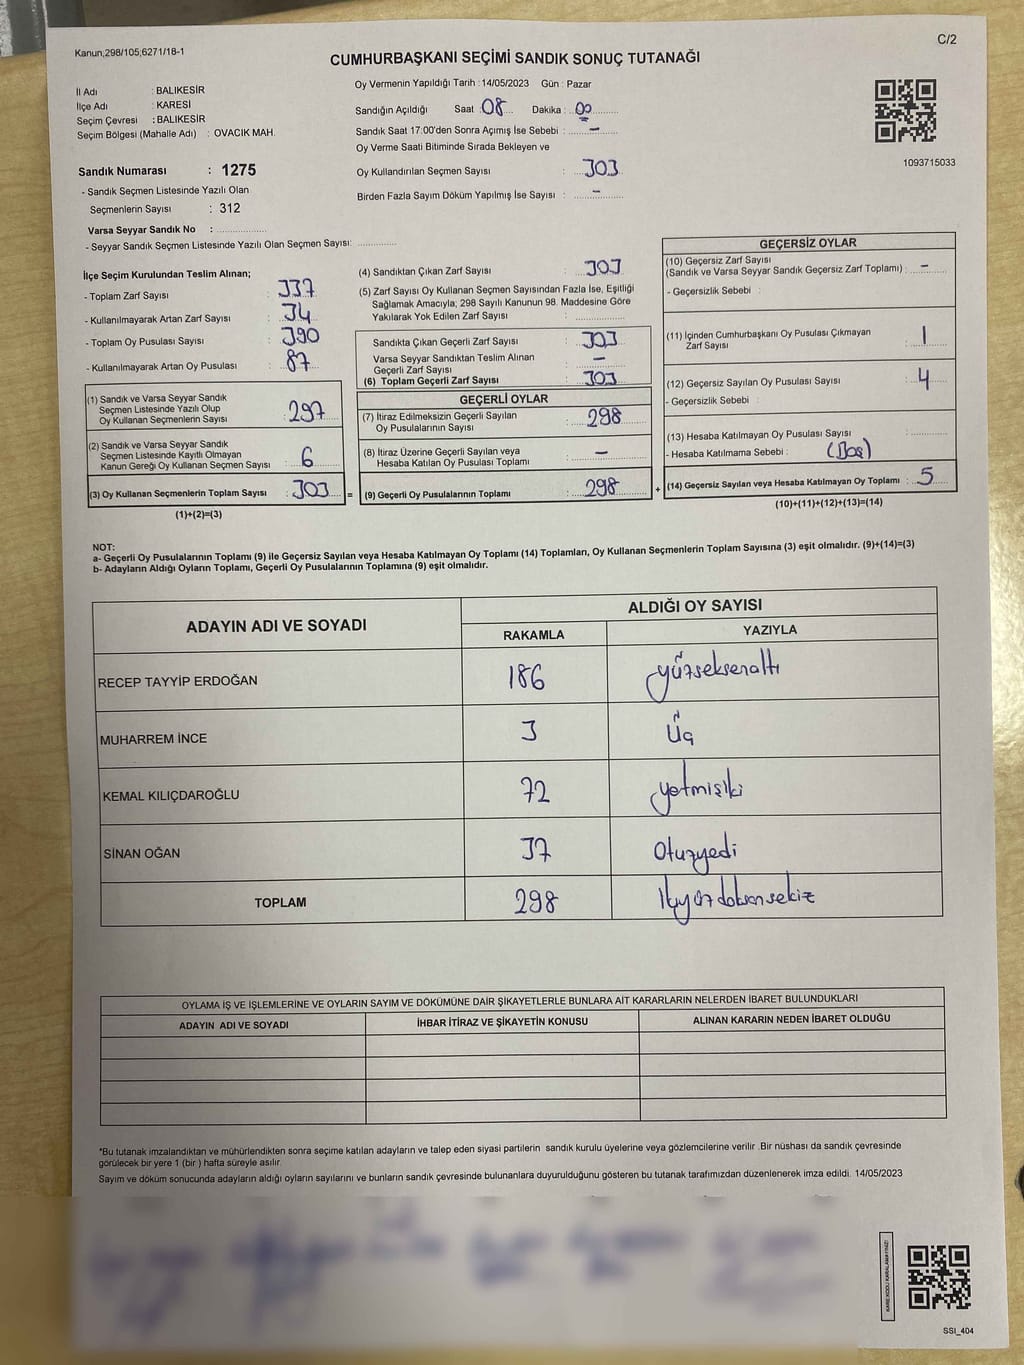 Kanun;298/105;6271/18-1
C/2
CUMHURBAŞKANI SEÇİMİ SANDIK SONUÇ TUTANAĞI
İl Adı : BALIKESİR
İlçe Adı : KARESİ
Seçim Çevresi : BALIKESİR
Seçim Bölgesi (Mahalle Adı) : OVACIK MAH.
Sandık Numarası : 1275
- Sandık Seçmen Listesinde Yazılı Olan
Seçmenlerin Sayısı : 312
Varsa Seyyar Sandık No :
- Seyyar Sandık Seçmen Listesinde Yazılı Olan Seçmen Sayısı:
Oy Vermenin Yapıldığı Tarih : 14/05/2023 Gün : Pazar
Sandığın Açıldığı Saat : 08 Dakika : 00
Sandık Saat 17:00'den Sonra Açımış İse Sebebi : -
Oy Verme Saati Bitiminde Sırada Bekleyen ve
Oy Kullandırılan Seçmen Sayısı : 303
Birden Fazla Sayım Döküm Yapılmış İse Sayısı : -
1093715033
İlçe Seçim Kurulundan Teslim Alınan;
- Toplam Zarf Sayısı : 337
- Kullanılmayarak Artan Zarf Sayısı : 34
- Toplam Oy Pusulası Sayısı : 390
- Kullanılmayarak Artan Oy Pusulası : 87
(1) Sandık ve Varsa Seyyar Sandık
Seçmen Listesinde Yazılı Olup
Oy Kullanan Seçmenlerin Sayısı : 297
(2) Sandık ve Varsa Seyyar Sandık
Seçmen Listesinde Kayıtlı Olmayan
Kanun Gereği Oy Kullanan Seçmen Sayısı : 6
(3) Oy Kullanan Seçmenlerin Toplam Sayısı : 303 =
(1)+(2)=(3)
(4) Sandıktan Çıkan Zarf Sayısı : 303
(5) Zarf Sayısı Oy Kullanan Seçmen Sayısından Fazla İse, Eşitliği
Sağlamak Amacıyla; 298 Sayılı Kanunun 98. Maddesine Göre
Yakılarak Yok Edilen Zarf Sayısı :
Sandıkta Çıkan Geçerli Zarf Sayısı : 303
Varsa Seyyar Sandıktan Teslim Alınan
Geçerli Zarf Sayısı : -
(6) Toplam Geçerli Zarf Sayısı : 303
GEÇERLİ OYLAR
(7) İtiraz Edilmeksizin Geçerli Sayılan
Oy Pusulalarının Sayısı : 298
(8) İtiraz Üzerine Geçerli Sayılan veya
Hesaba Katılan Oy Pusulası Toplamı : -
(9) Geçerli Oy Pusulalarının Toplamı : 298 +
GEÇERSİZ OYLAR
(10) Geçersiz Zarf Sayısı
(Sandık ve Varsa Seyyar Sandık Geçersiz Zarf Toplamı) : -
- Geçersizlik Sebebi :
(11) İçinden Cumhurbaşkanı Oy Pusulası Çıkmayan
Zarf Sayısı : 1
(12) Geçersiz Sayılan Oy Pusulası Sayısı : 4
- Geçersizlik Sebebi :
(13) Hesaba Katılmayan Oy Pusulası Sayısı :
- Hesaba Katılmama Sebebi : (Boş)
(14) Geçersiz Sayılan veya Hesaba Katılmayan Oy Toplamı : 5
(10)+(11)+(12)+(13)=(14)
NOT:
a- Geçerli Oy Pusulalarının Toplamı (9) ile Geçersiz Sayılan veya Hesaba Katılmayan Oy Toplamı (14) Toplamları, Oy Kullanan Seçmenlerin Toplam Sayısına (3) eşit olmalıdır. (9)+(14)=(3)
b- Adayların Aldığı Oyların Toplamı, Geçerli Oy Pusulalarının Toplamına (9) eşit olmalıdır.
ADAYIN ADI VE SOYADI
ALDIĞI OY SAYISI
RAKAMLA YAZIYLA
RECEP TAYYİP ERDOĞAN 186 yüzseksenaltı
MUHARREM İNCE 3 Üç
KEMAL KILIÇDAROĞLU 72 yetmişiki
SİNAN OĞAN 37 Otuzyedi
TOPLAM 298 İkiyüzdoksansekiz
OYLAMA İŞ VE İŞLEMLERİNE VE OYLARIN SAYIM VE DÖKÜMÜNE DAİR ŞİKAYETLERLE BUNLARA AİT KARARLARIN NELERDEN İBARET BULUNDUKLARI
ADAYIN ADI VE SOYADI İHBAR İTİRAZ VE ŞİKAYETİN KONUSU ALINAN KARARIN NEDEN İBARET OLDUĞU
*Bu tutanak imzalandıktan ve mühürlendikten sonra seçime katılan adayların ve talep eden siyasi partilerin sandık kurulu üyelerine veya gözlemcilerine verilir .Bir nüshası da sandık çevresinde
görülecek bir yere 1 (bir ) hafta süreyle asılır.
Sayım ve döküm sonucunda adayların aldığı oyların sayılarını ve bunların sandık çevresinde bulunanlara duyurulduğunu gösteren bu tutanak tarafımızdan düzenlenerek imza edildi. 14/05/2023
KARE KODU KARALAMAYINIZ!
SSI_404